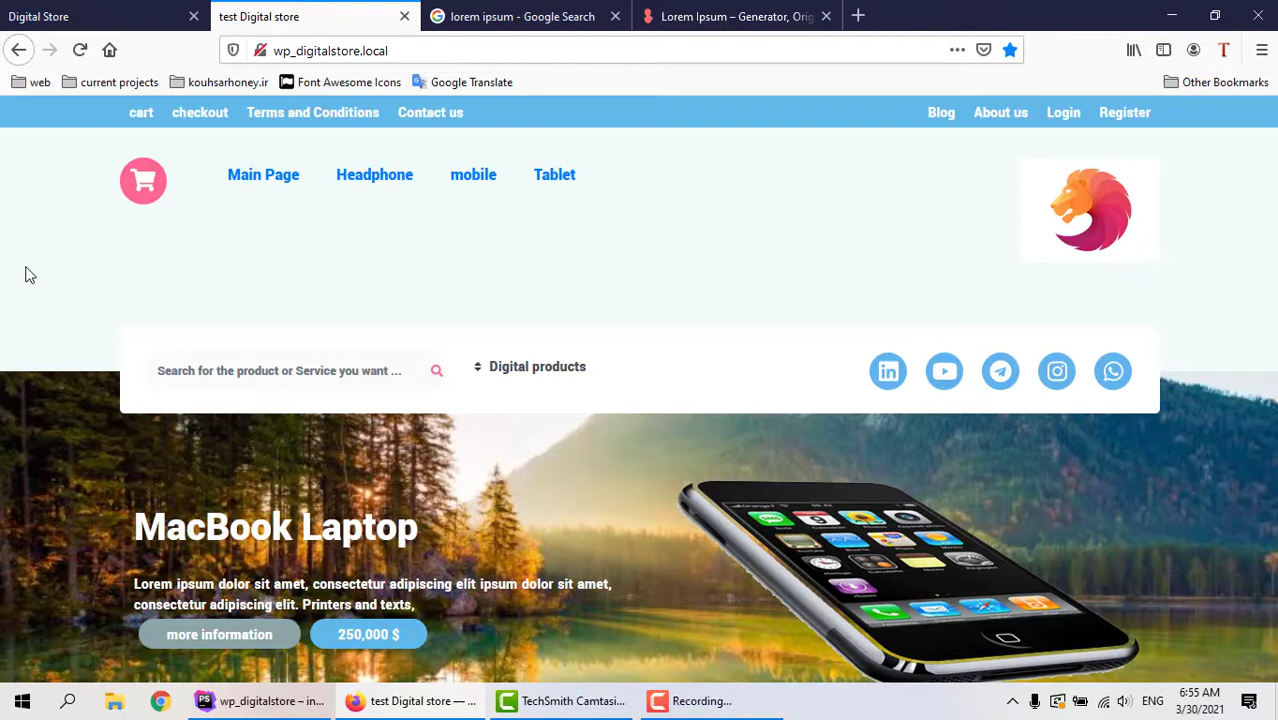 Digital Store
test Digital store
lorem ipsum - Google Search
Lorem Ipsum – Generator, Orig
wp_digitalstore.local
web
current projects
kouhsarhoney.ir
Font Awesome Icons
Google Translate
Other Bookmarks
cart checkout Terms and Conditions Contact us
Blog About us Login Register
Main Page Headphone mobile Tablet
Search for the product or Service you want ...
Digital products
MacBook Laptop
Lorem ipsum dolor sit amet, consectetur adipiscing elit ipsum dolor sit amet,
consectetur adipiscing elit. Printers and texts,
more information
250,000 $
wp_digitalstore – in...
test Digital store — ...
TechSmith Camtasi...
Recording...
ENG
6:55 AM
3/30/2021